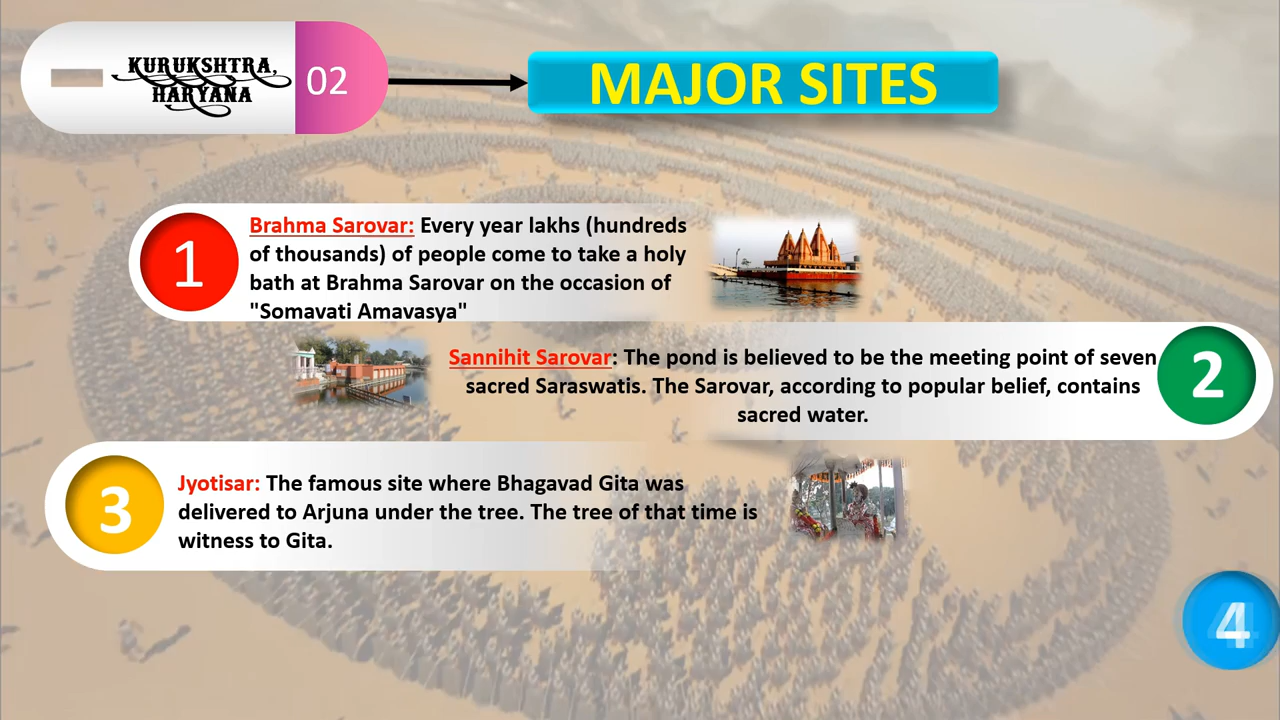 KURUKSHTRA,
HARYANA
02
MAJOR SITES
1
Brahma Sarovar: Every year lakhs (hundreds
of thousands) of people come to take a holy
bath at Brahma Sarovar on the occasion of
"Somavati Amavasya"
Sannihit Sarovar: The pond is believed to be the meeting point of seven
sacred Saraswatis. The Sarovar, according to popular belief, contains
sacred water.
2
3
Jyotisar: The famous site where Bhagavad Gita was
delivered to Arjuna under the tree. The tree of that time is
witness to Gita.
4